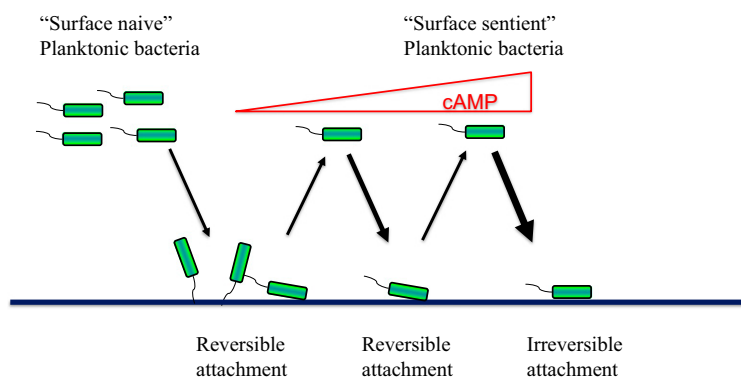 “Surface naive”
Planktonic bacteria
“Surface sentient”
Planktonic bacteria
cAMP
Reversible
attachment
Reversible
attachment
Irreversible
attachment